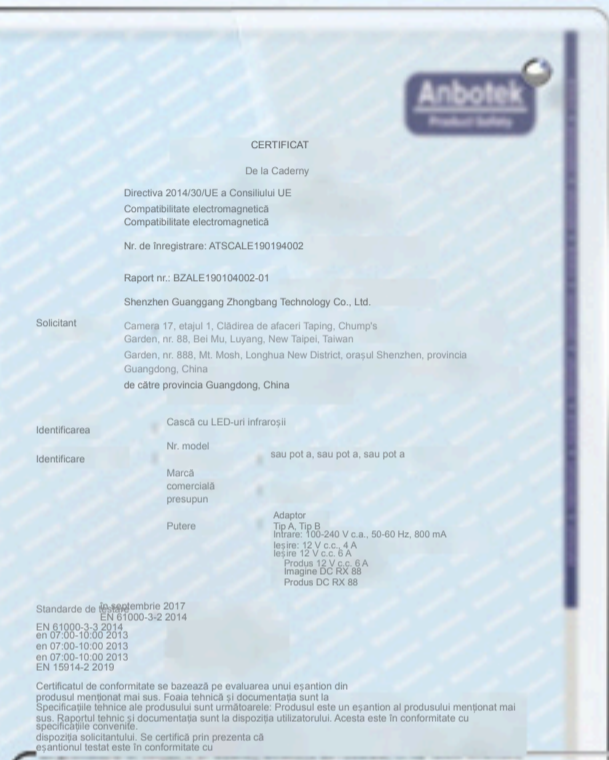 Anbotek
Product Safety
CERTIFICAT
De la Caderny
Directiva 2014/30/UE a Consiliului UE
Compatibilitate electromagnetică
Compatibilitate electromagnetică
Nr. de înregistrare: ATSCALE190194002
Raport nr.: BZALE190104002-01
Shenzhen Guanggang Zhongbang Technology Co., Ltd.
Solicitant
Camera 17, etajul 1, Clădirea de afaceri Taping, Chump's
Garden, nr. 88, Bei Mu, Luyang, New Taipei, Taiwan
Garden, nr. 888, Mt. Mosh, Longhua New District, orașul Shenzhen, provincia
Guangdong, China
de către provincia Guangdong, China
Identificarea
Cască cu LED-uri infraroșii
Identificare
Nr. model
sau pot a, sau pot a, sau pot a
Marcă
comercială
presupun
Putere
Adaptor
Tip A, Tip B
Intrare: 100-240 V c.a., 50-60 Hz, 800 mA
Ieșire: 12 V c.c., 4 A
Ieșire 12 V c.c. 6 A
Produs 12 V c.c. 6 A
Imagine DC RX 88
Produs DC RX 88
Standarde de
în septembrie 2017
EN 61000-3-2 2014
EN 61000-3-3 2014
en 07:00-10:00 2013
en 07:00-10:00 2013
en 07:00-10:00 2013
EN 15014-2 2019
Certificatul de conformitate se bazează pe evaluarea unui eșantion din
produsul menționat mai sus. Foaia tehnică și documentația sunt la
Specificațiile tehnice ale produsului sunt următoarele: Produsul este un eșantion al produsului menționat mai
sus. Raportul tehnic și documentația sunt la dispoziția utilizatorului. Acesta este în conformitate cu
specificațiile convenite.
dispoziția solicitantului. Se certifică prin prezenta că
eșantionul testat este în conformitate cu